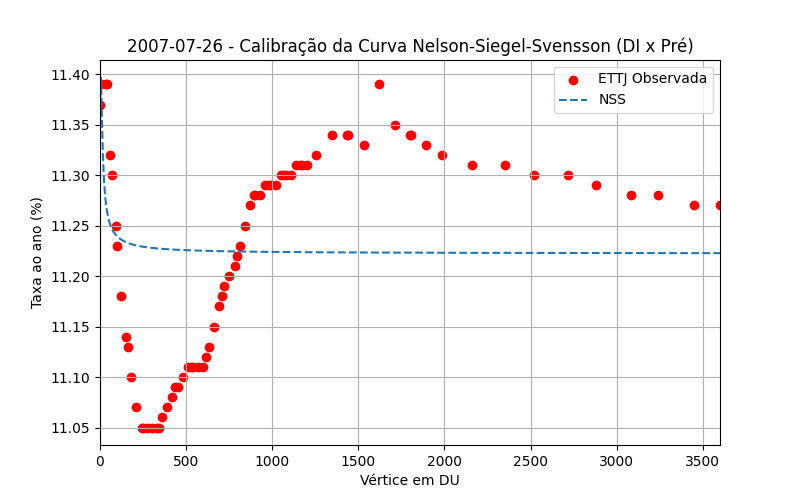 2007-07-26 - Calibração da Curva Nelson-Siegel-Svensson (DI x Pré)
ETTJ Observada
NSS
Taxa ao ano (%)
11.40
11.35
11.30
11.25
11.20
11.15
11.10
11.05
0 500 1000 1500 2000 2500 3000 3500
Vértice em DU